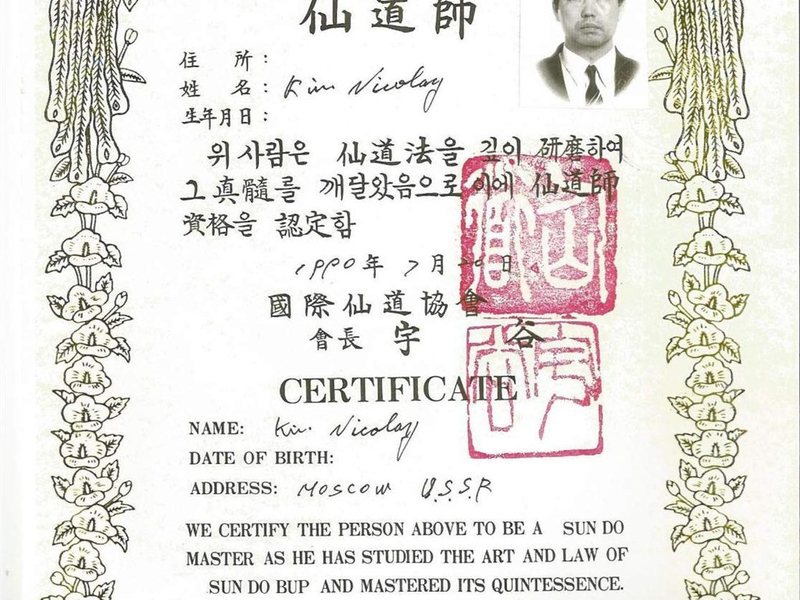 仙道師
住 所:
姓 名: Kim Nicolay
生年月日:
위 사람은 仙道法을 깊이 研磨하여
그 眞髓를 깨달았음으로 이에 仙道師
資格을 認定함
1990年 7月 20日
國際仙道協會
會長 宇 谷
CERTIFICATE
NAME: Kim Nicolay
DATE OF BIRTH:
ADDRESS: MOSCOW U.S.S.R
WE CERTIFY THE PERSON ABOVE TO BE A SUN DO
MASTER AS HE HAS STUDIED THE ART AND LAW OF
SUN DO BUP AND MASTERED ITS QUINTESSENCE.